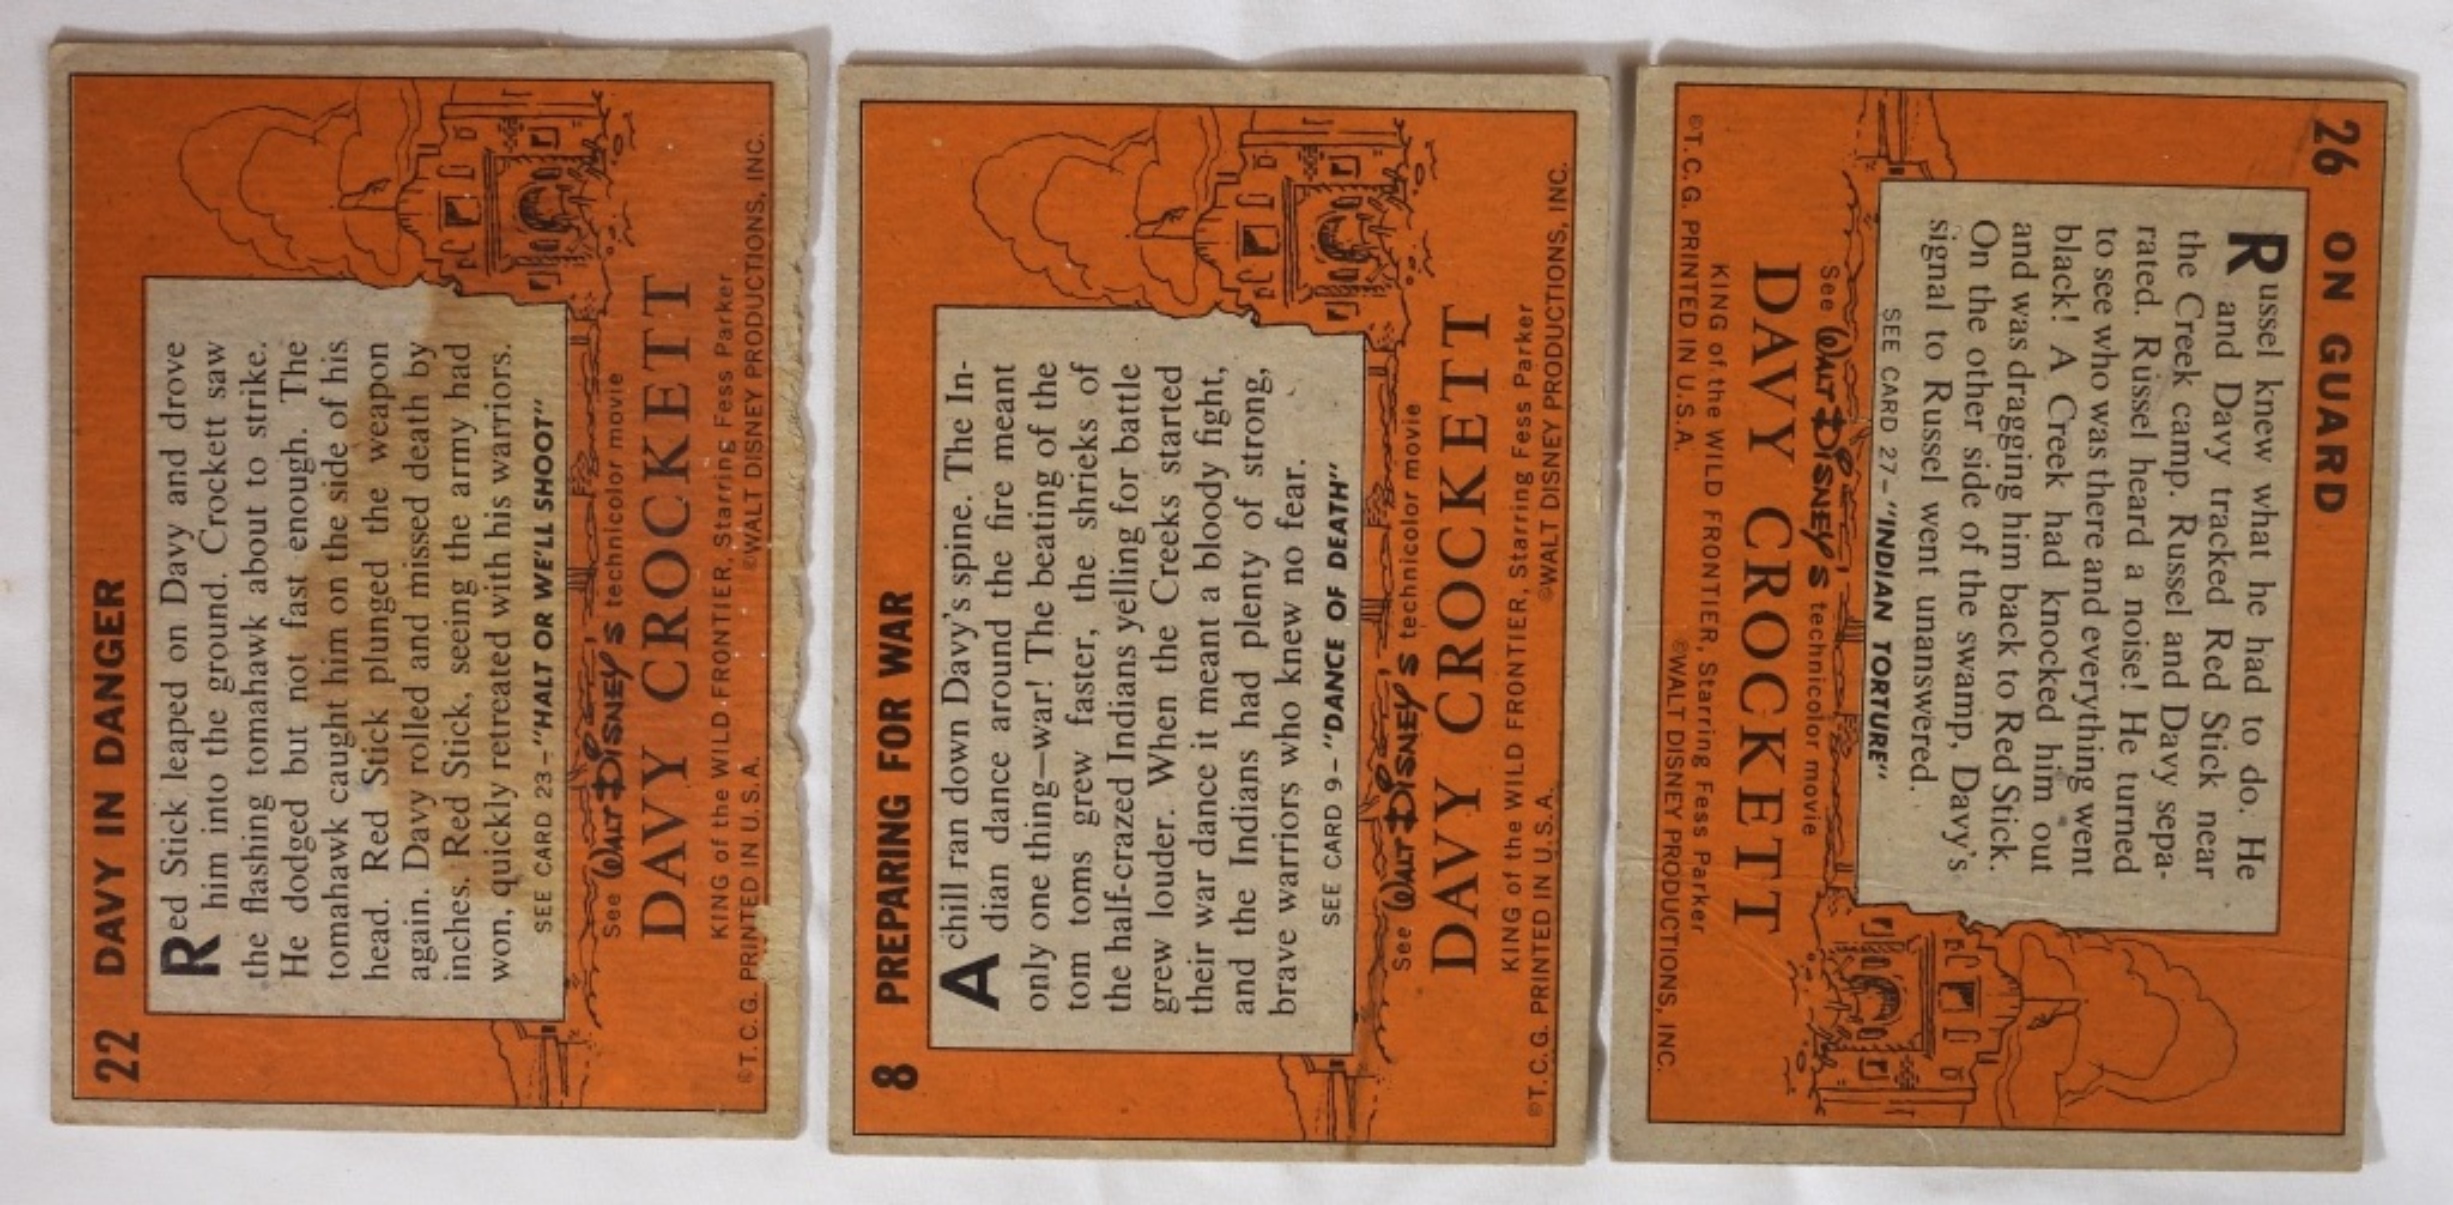 22 DAVY IN DANGER
Red Stick leaped on Davy and drove
him into the ground. Crockett saw
the flashing tomahawk about to strike.
He dodged but not fast enough. The
tomahawk caught him on the side of his
head. Red Stick plunged the weapon
again. Davy rolled and missed death by
inches. Red Stick, seeing the army had
won, quickly retreated with his warriors.
SEE CARD 23—"HALT OR WE'LL SHOOT"
See WALT DISNEY'S technicolor movie
DAVY CROCKETT
KING of the WILD FRONTIER, Starring Fess Parker
©T.C.G. PRINTED IN U.S.A. ©WALT DISNEY PRODUCTIONS, INC.
8 PREPARING FOR WAR
A chill ran down Davy's spine. The In-
dian dance around the fire meant
only one thing—war! The beating of the
tom toms grew faster, the shrieks of
the half-crazed Indians yelling for battle
grew louder. When the Creeks started
their war dance it meant a bloody fight,
and the Indians had plenty of strong,
brave warriors who knew no fear.
SEE CARD 9—"DANCE OF DEATH"
See WALT DISNEY'S technicolor movie
DAVY CROCKETT
KING of the WILD FRONTIER, Starring Fess Parker
©T.C.G. PRINTED IN U.S.A. ©WALT DISNEY PRODUCTIONS, INC.
26 ON GUARD
Russel knew what he had to do. He
and Davy tracked Red Stick near
the Creek camp. Russel and Davy sepa-
rated. Russel heard a noise! He turned
to see who was there and everything went
black! A Creek had knocked him out
and was dragging him back to Red Stick.
On the other side of the swamp, Davy's
signal to Russel went unanswered.
SEE CARD 27—"INDIAN TORTURE"
See WALT DISNEY'S technicolor movie
DAVY CROCKETT
KING of the WILD FRONTIER, Starring Fess Parker
©T.C.G. PRINTED IN U.S.A. ©WALT DISNEY PRODUCTIONS, INC.